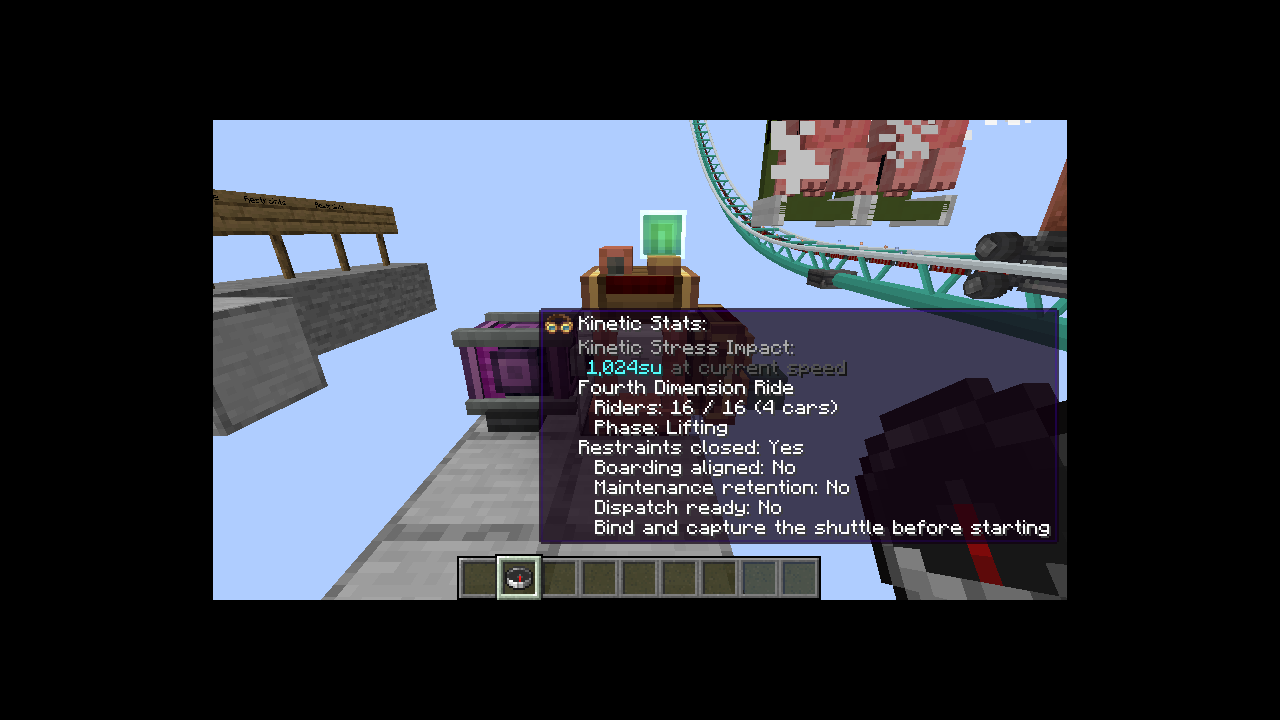 Restraints
Restraint
Kinetic Stats:
Kinetic Stress Impact:
1,024su at current speed
Fourth Dimension Ride
Riders: 16 / 16 (4 cars)
Phase: Lifting
Restraints closed: Yes
Boarding aligned: No
Maintenance retention: No
Dispatch ready: No
Bind and capture the shuttle before starting